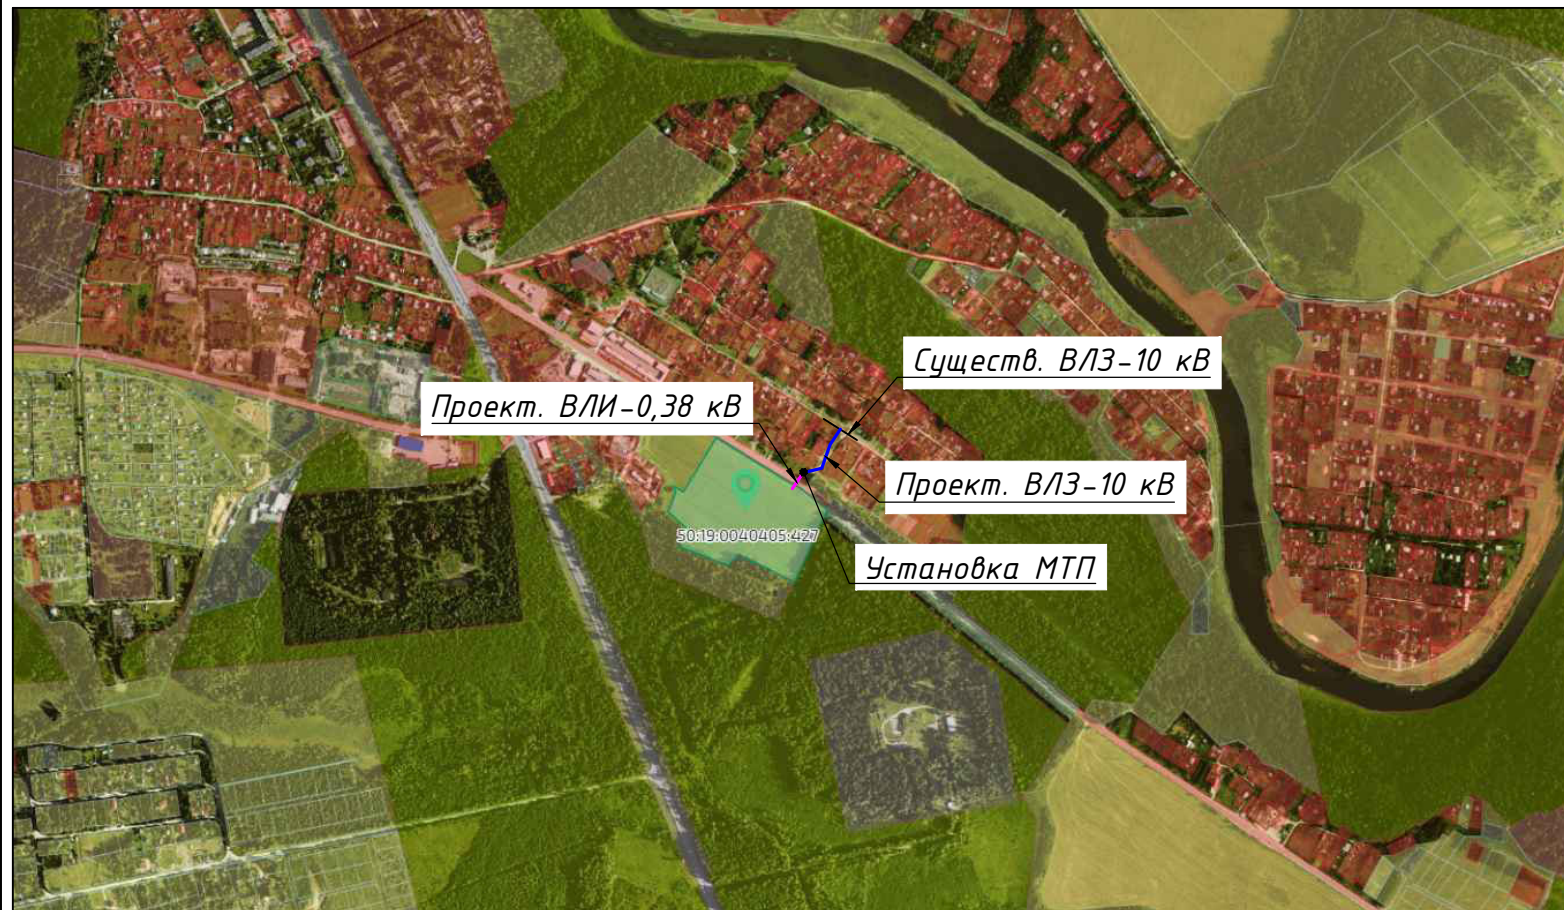 Существ. ВЛЗ-10 кВ
Проект. ВЛИ-0,38 кВ
Проект. ВЛЗ-10 кВ
50:19:0040405:427
Установка МТП